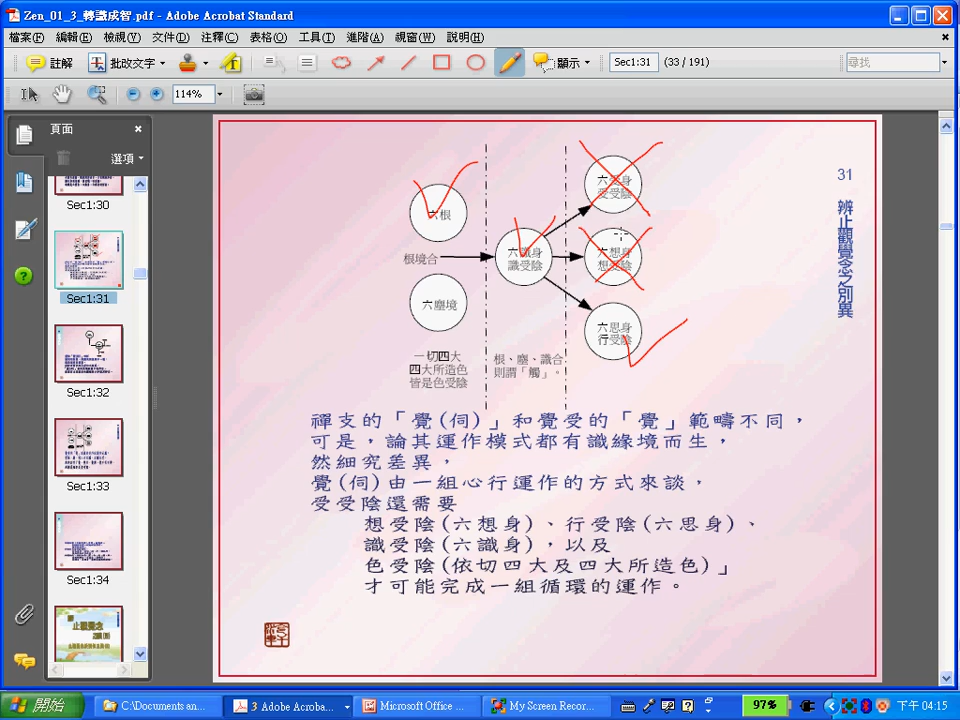 Zen_01_3_轉識成智.pdf - Adobe Acrobat Standard
檔案(F) 編輯(E) 檢視(V) 文件(D) 注釋(C) 表格(O) 工具(T) 進階(A) 視窗(W) 說明(H)
註解 批改文字 顯示 Sec1:31 (33 / 191) 尋找
114%
頁面
選項
Sec1:30
Sec1:31
Sec1:32
Sec1:33
Sec1:34
31
辨止觀覺念之別異
六根
根境合
六塵境
六識身
識受陰
六受身
受受陰
六想身
想受陰
六思身
行受陰
一切四大
四大所造色
皆是色受陰
根、塵、識合
則謂「觸」。
禪支的「覺(伺)」和覺受的「覺」範疇不同，
可是，論其運作模式都有識緣境而生，
然細究差異，
覺(伺)由一組心行運作的方式來談，
受受陰還需要
想受陰(六想身)、行受陰(六思身)、
識受陰(六識身)，以及
色受陰(依切四大及四大所造色)」
才可能完成一組循環的運作。
開始 C:\Documents an... 3 Adobe Acroba... Microsoft Office ... My Screen Recor... 97% 下午 04:15